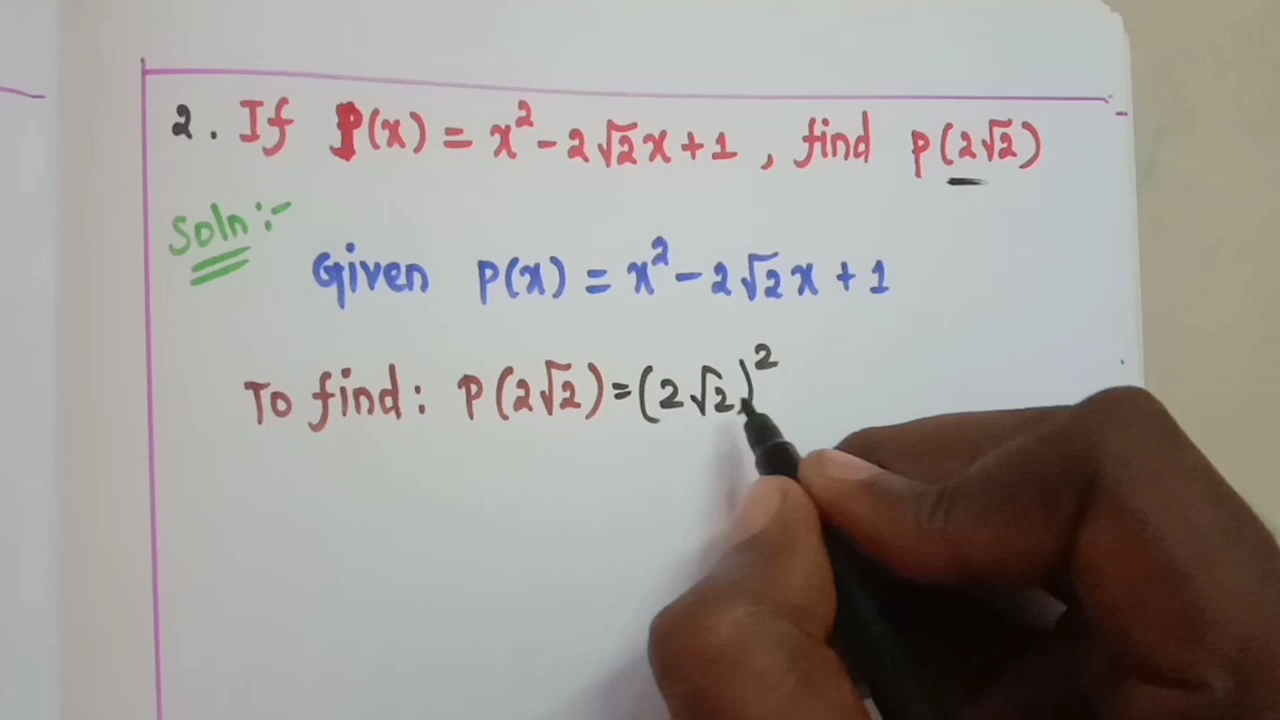 2. If P(x) = x² - 2√2x + 1, find p(2√2)
Soln:-
Given p(x) = x² - 2√2x + 1
To find: p(2√2) = (2√2)²